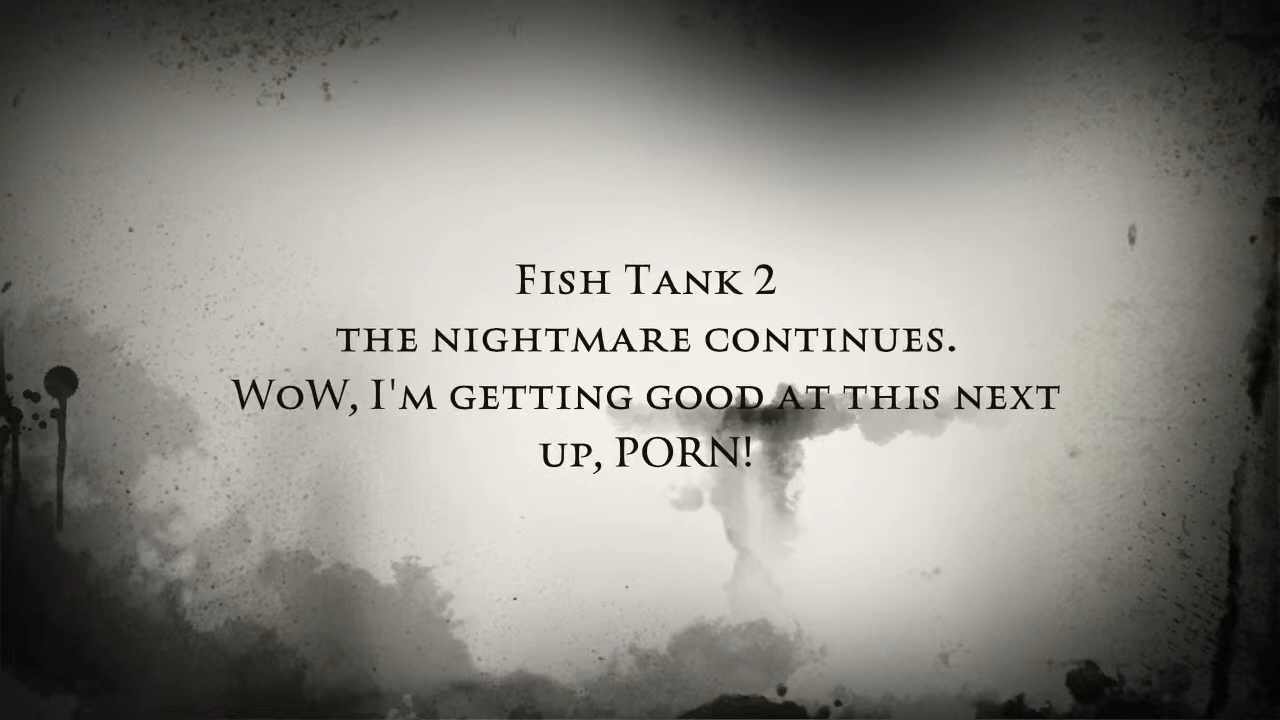 Fish Tank 2
the nightmare continues.
WoW, I'm getting good at this next
up, PORN!